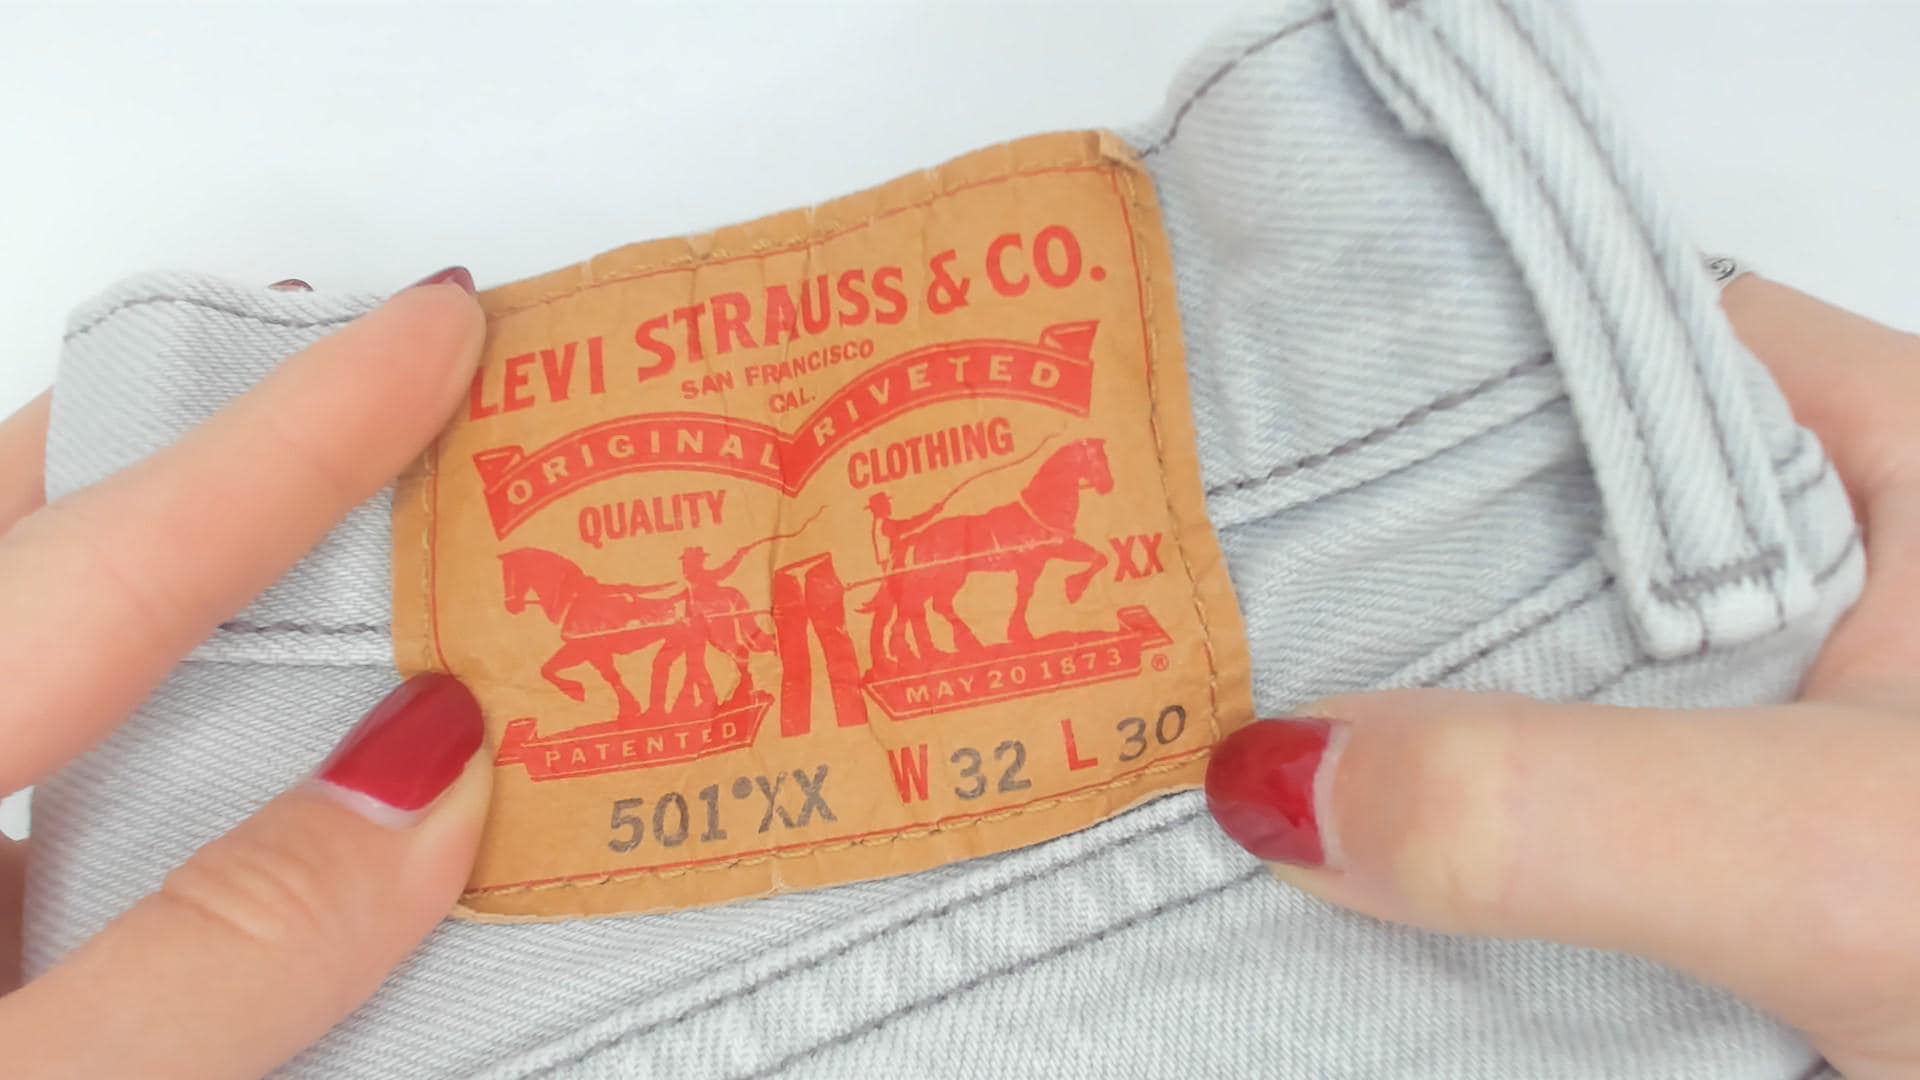 LEVI STRAUSS & CO.
SAN FRANCISCO
CAL.
ORIGINAL RIVETED
QUALITY CLOTHING
XX
PATENTED MAY 20 1873 ®
501®XX W 32 L 30